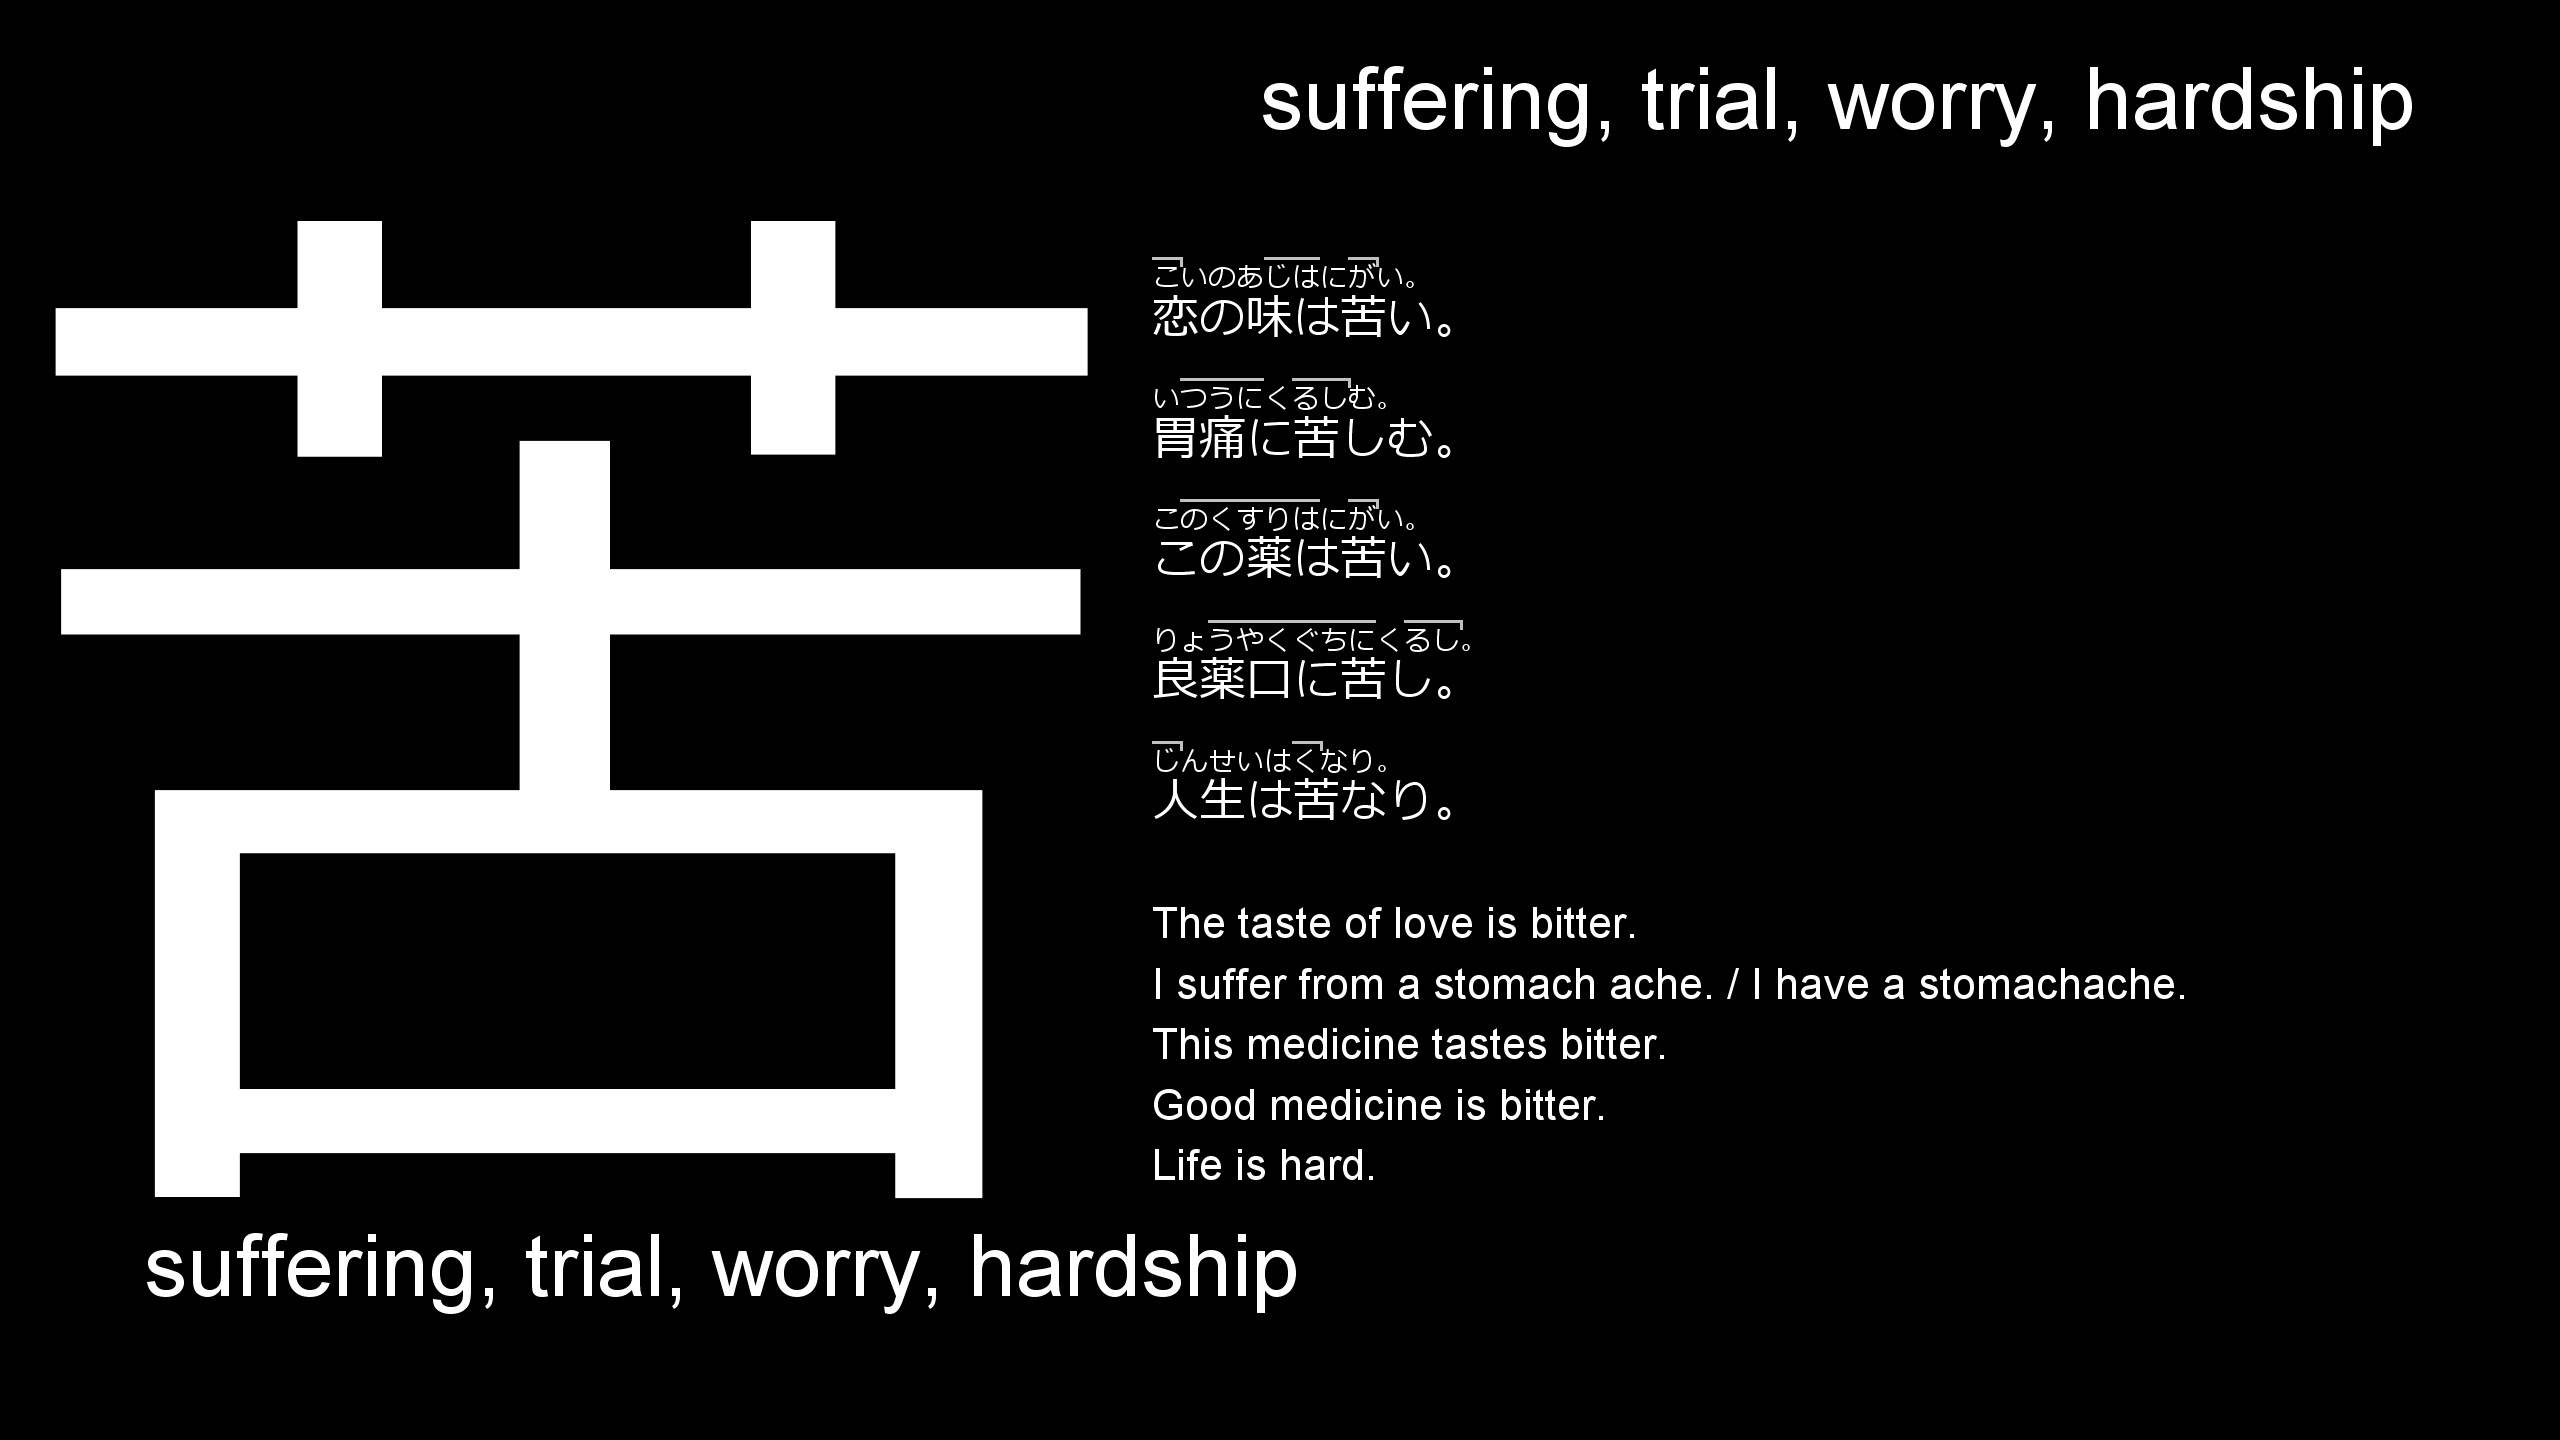 suffering, trial, worry, hardship
苦
こいのあじはにがい。
恋の味は苦い。
いつうにくるしむ。
胃痛に苦しむ。
このくすりはにがい。
この薬は苦い。
りょうやくぐちにくるし。
良薬口に苦し。
じんせいはくなり。
人生は苦なり。
The taste of love is bitter.
I suffer from a stomach ache. / I have a stomachache.
This medicine tastes bitter.
Good medicine is bitter.
Life is hard.
suffering, trial, worry, hardship